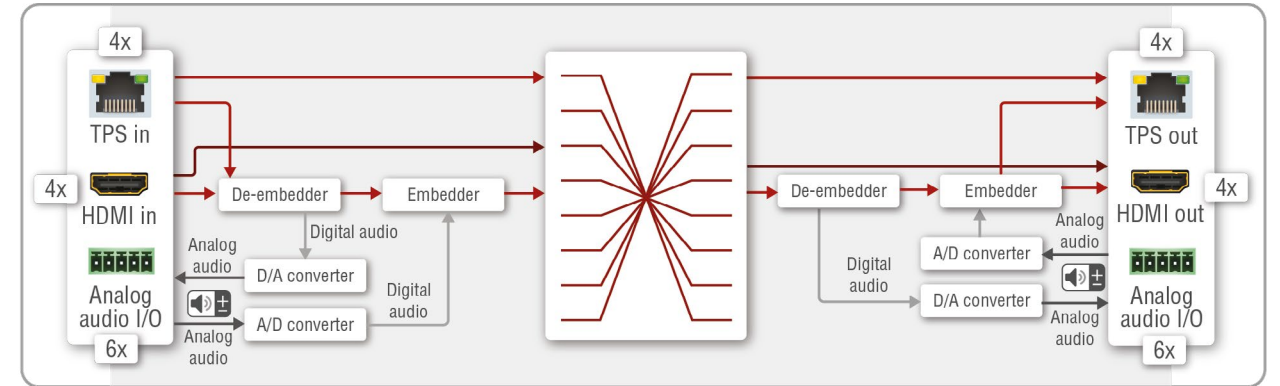 4x
TPS in
4x
HDMI in
Analog
audio I/O
6x
De-embedder
Embedder
Digital audio
Analog
audio
D/A converter
Digital
audio
A/D converter
Analog
audio
De-embedder
Embedder
Analog
audio
A/D converter
Digital
audio
D/A converter
Analog
audio
4x
TPS out
4x
HDMI out
Analog
audio I/O
6x